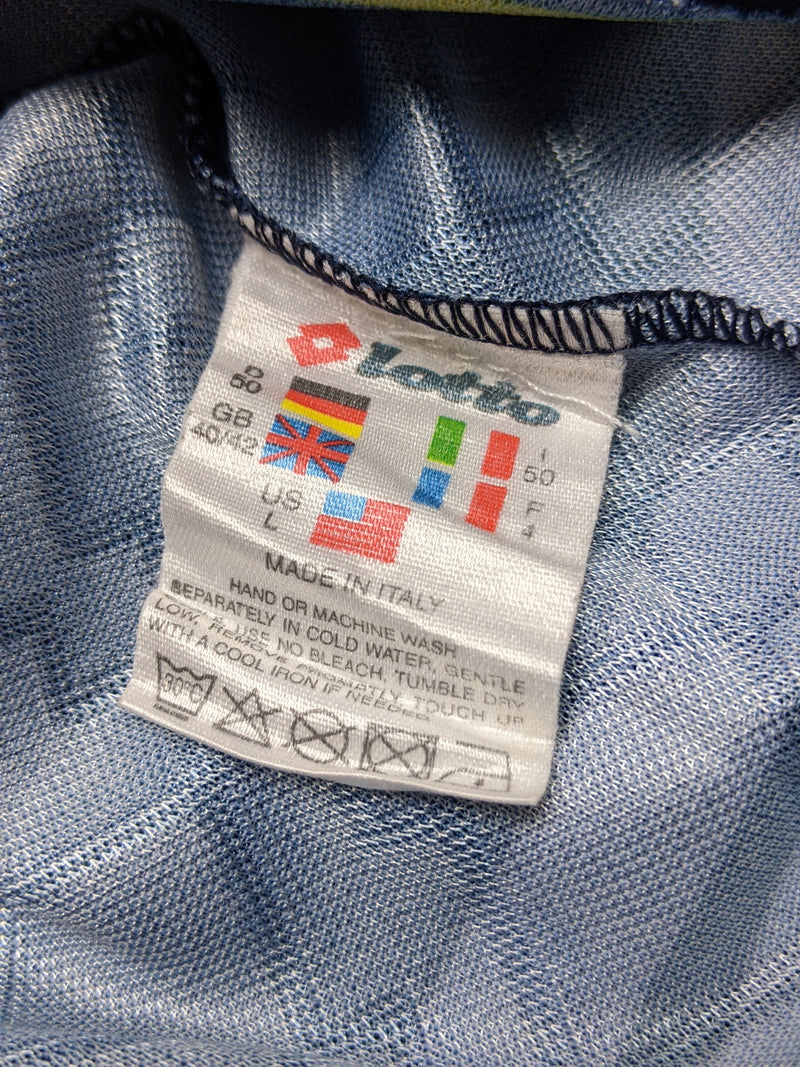 lotto
D
50
GB
40/42
US
L
I
50
F
4
MADE IN ITALY
HAND OR MACHINE WASH
SEPARATELY IN COLD WATER, GENTLE
LOW, & USE NO BLEACH, TUMBLE DRY
TOUCH UP
WITH A COOL IRON IF NEEDED
30°C